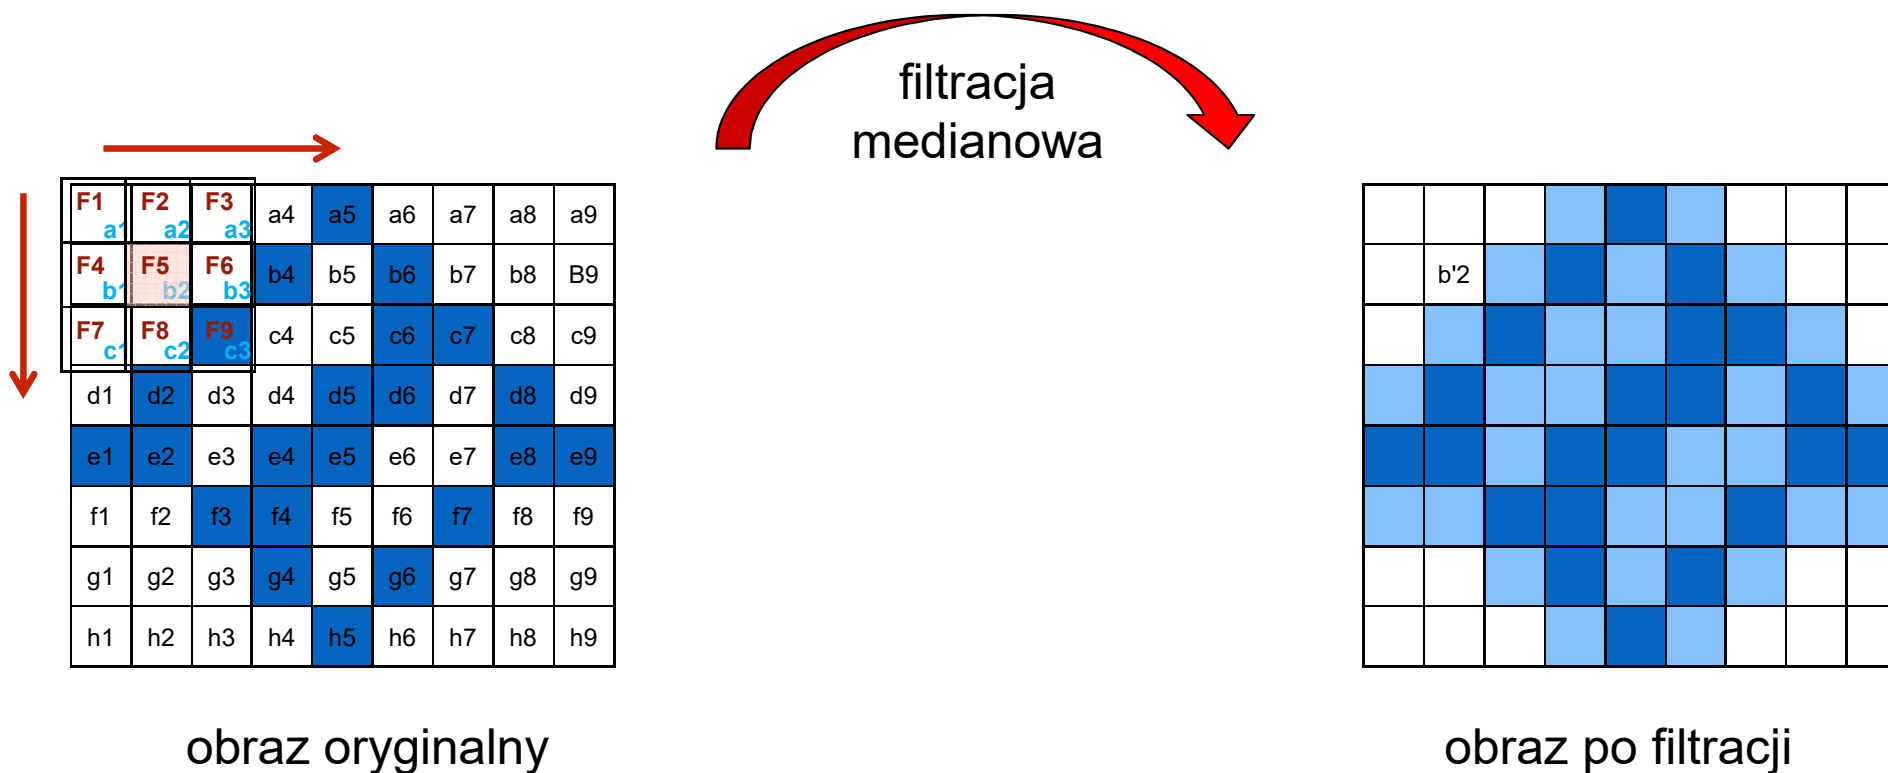 filtracja
medianowa
F1 F2 F3
a1 a2 a3 a4 a5 a6 a7 a8 a9
F4 F5 F6
b1 b2 b3 b4 b5 b6 b7 b8 B9
b'2
F7 F8 F9
c1 c2 c3 c4 c5 c6 c7 c8 c9
d1 d2 d3 d4 d5 d6 d7 d8 d9
e1 e2 e3 e4 e5 e6 e7 e8 e9
f1 f2 f3 f4 f5 f6 f7 f8 f9
g1 g2 g3 g4 g5 g6 g7 g8 g9
h1 h2 h3 h4 h5 h6 h7 h8 h9
obraz oryginalny
obraz po filtracji